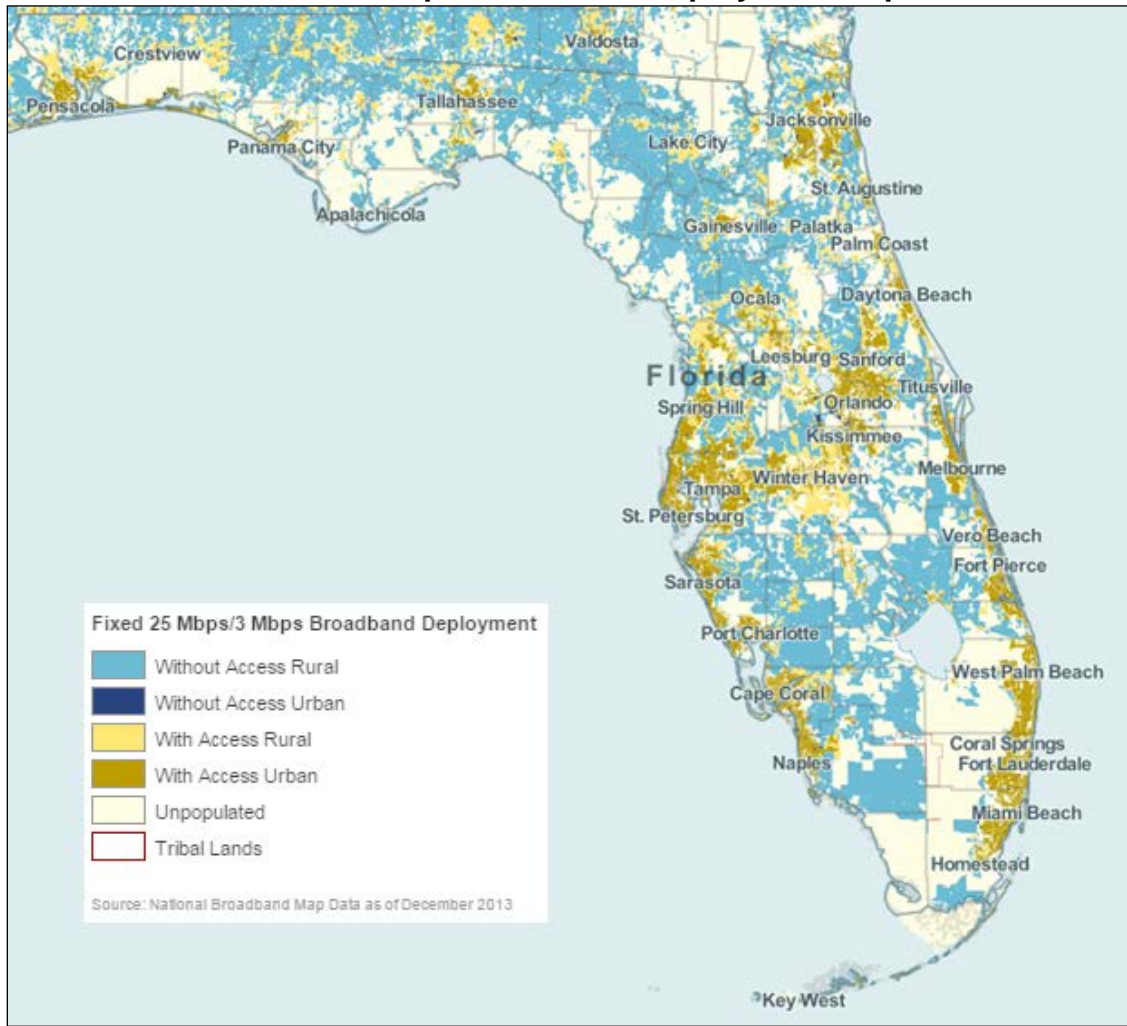 Crestview
Valdosta
Pensacola
Tallahassee
Jacksonville
Panama City
Lake City
Apalachicola
St. Augustine
Gainesville
Palatka
Palm Coast
Ocala
Daytona Beach
Leesburg
Sanford
Florida
Titusville
Spring Hill
Orlando
Kissimmee
Melbourne
Winter Haven
Tampa
St. Petersburg
Vero Beach
Fort Pierce
Sarasota
Port Charlotte
West Palm Beach
Cape Coral
Coral Springs
Naples
Fort Lauderdale
Miami Beach
Homestead
Key West
Fixed 25 Mbps/3 Mbps Broadband Deployment
Without Access Rural
Without Access Urban
With Access Rural
With Access Urban
Unpopulated
Tribal Lands
Source: National Broadband Map Data as of December 2013